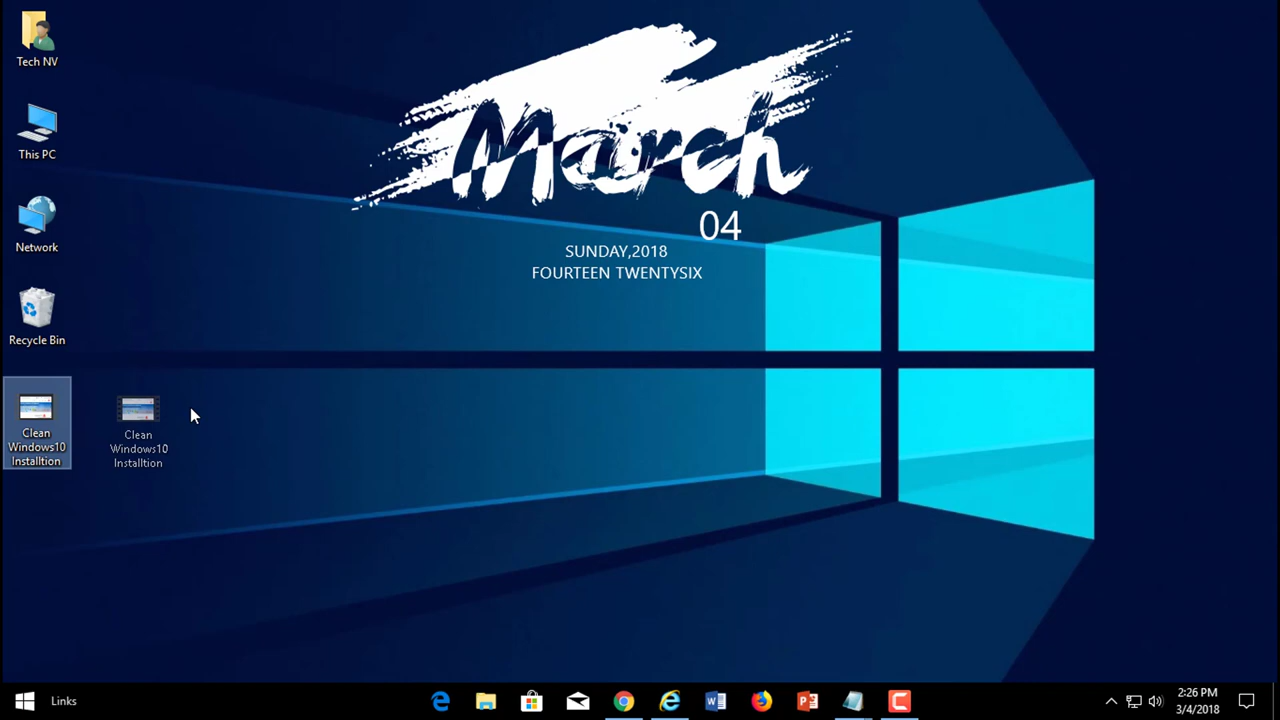 Tech NV
This PC
Network
Recycle Bin
Clean
Windows10
Installtion
Clean
Windows10
Installtion
March
04
SUNDAY,2018
FOURTEEN TWENTYSIX
Links
2:26 PM
3/4/2018